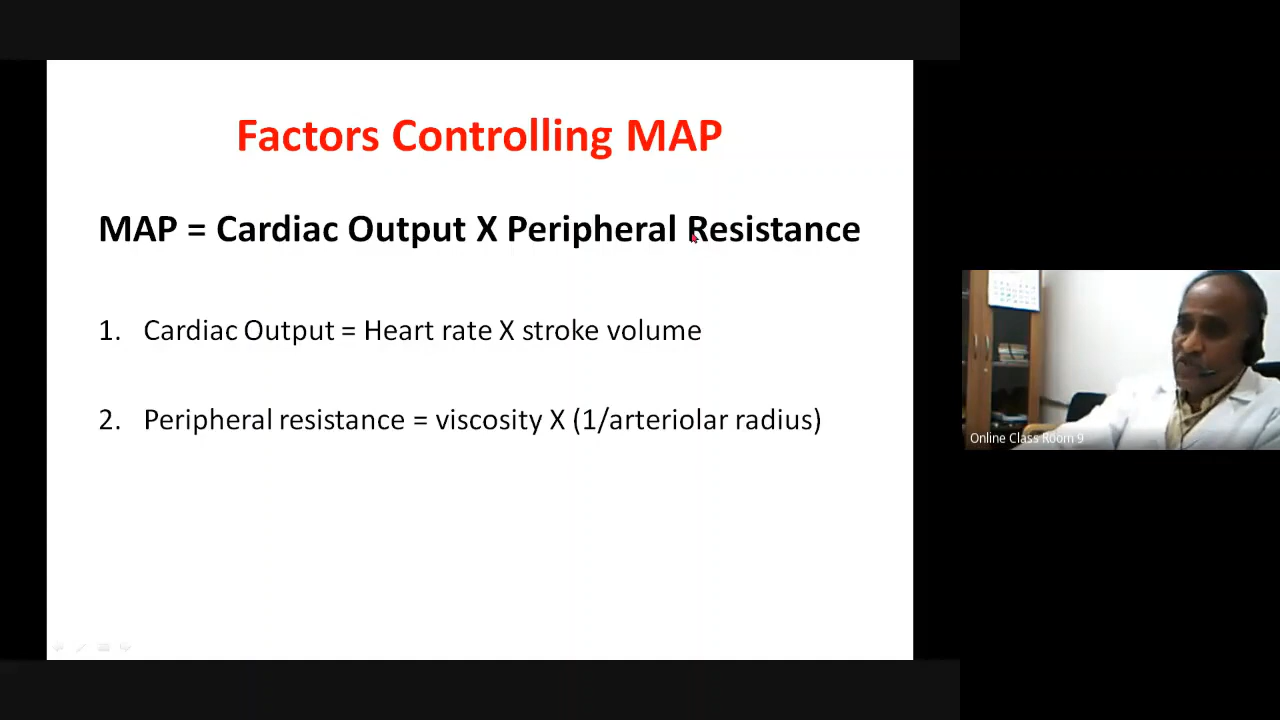 Factors Controlling MAP
MAP = Cardiac Output X Peripheral Resistance
1. Cardiac Output = Heart rate X stroke volume
2. Peripheral resistance = viscosity X (1/arteriolar radius)
Online Class Room 9